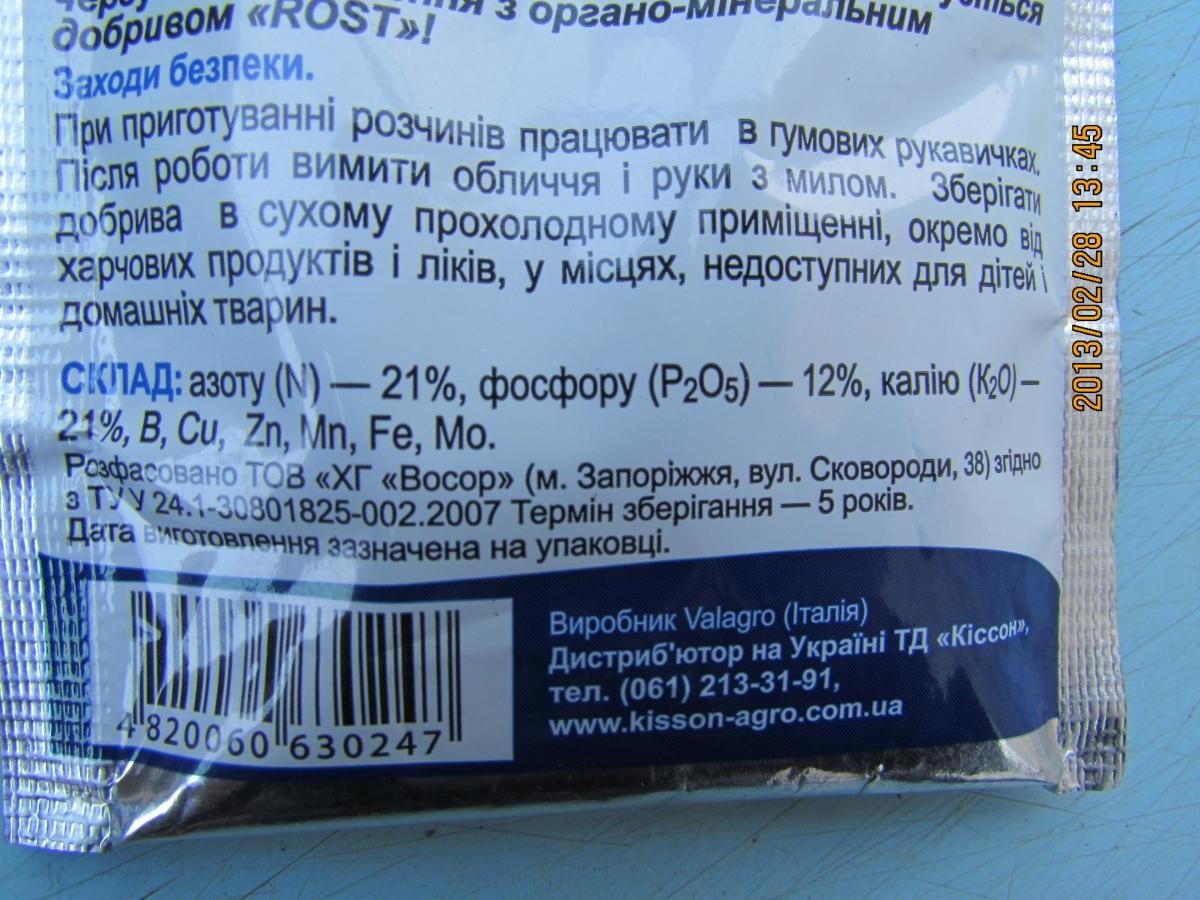 ня з органо-мінеральним
добривом «ROST»!
Заходи безпеки.
При приготуванні розчинів працювати в гумових рукавичках.
Після роботи вимити обличчя і руки з милом. Зберігати
добрива в сухому прохолодному приміщенні, окремо від
харчових продуктів і ліків, у місцях, недоступних для дітей і
домашніх тварин.
СКЛАД: азоту (N) — 21%, фосфору (P₂O₅) — 12%, калію (K₂O) –
21%, B, Cu, Zn, Mn, Fe, Mo.
Розфасовано ТОВ «ХГ «Восор» (м. Запоріжжя, вул. Сковороди, 38) згідно
з ТУ У 24.1-30801825-002.2007 Термін зберігання — 5 років.
Дата виготовлення зазначена на упаковці.
4 820060 630247
Виробник Valagro (Італія)
Дистриб'ютор на Україні ТД «Кіссон»,
тел. (061) 213-31-91,
www.kisson-agro.com.ua
2013/02/28 13:45